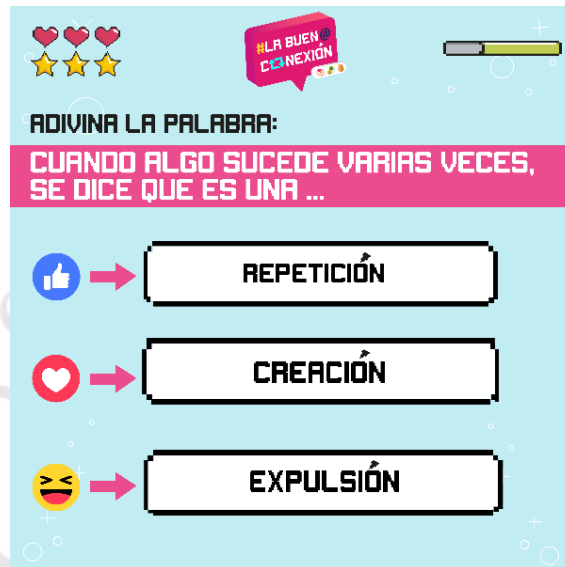 #LA BUEN@
CONEXIÓN
ADIVINA LA PALABRA:
CUANDO ALGO SUCEDE VARIAS VECES,
SE DICE QUE ES UNA ...
REPETICIÓN
CREACIÓN
EXPULSIÓN